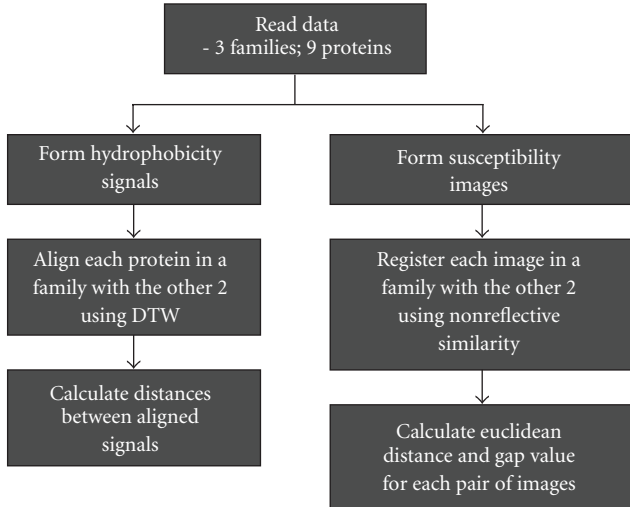 Read data
- 3 families; 9 proteins
Form hydrophobicity
signals
Align each protein in a
family with the other 2
using DTW
Calculate distances
between aligned
signals
Form susceptibility
images
Register each image in a
family with the other 2
using nonreflective
similarity
Calculate euclidean
distance and gap value
for each pair of images